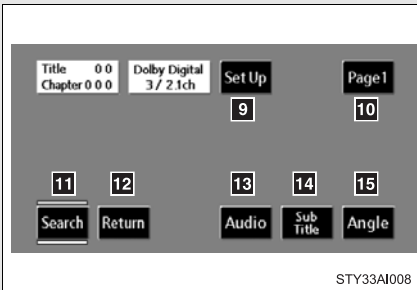 Title 0 0
Chapter 0 0 0
Dolby Digital
3 / 2.1ch
Set Up
Page1
9
10
11
12
13
14
15
Search
Return
Audio
Sub
Title
Angle
STY33AI008